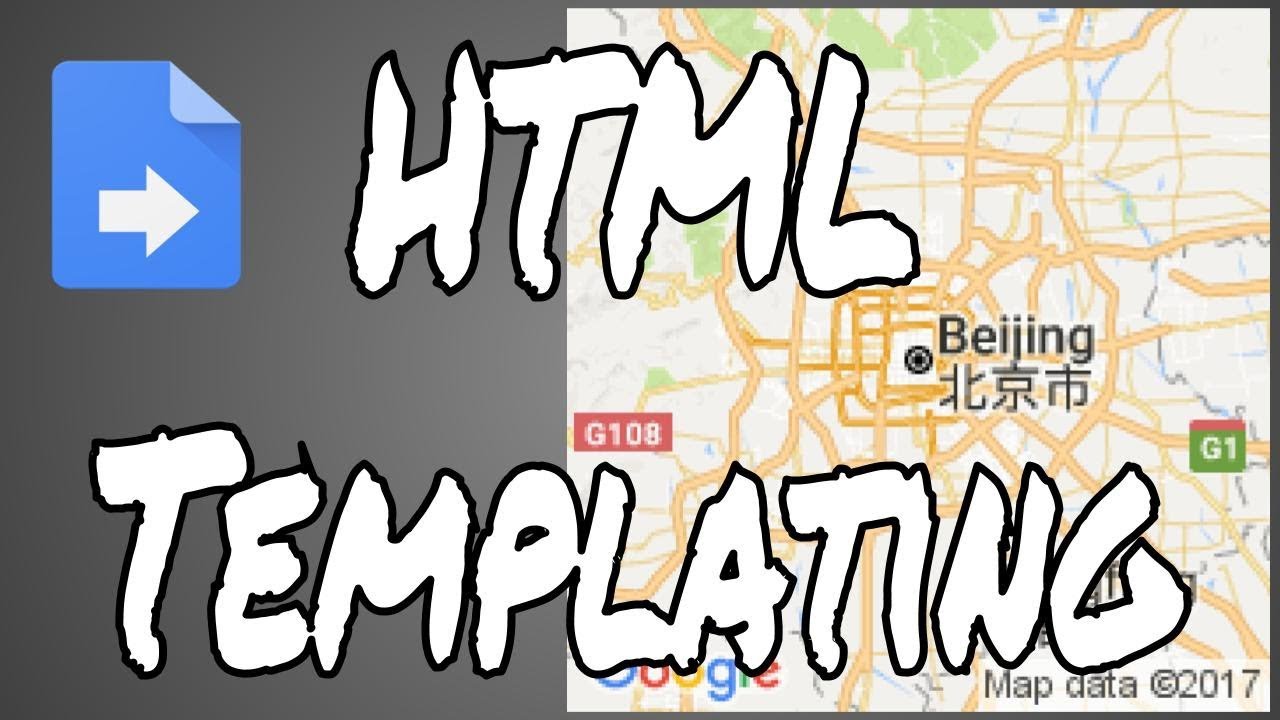 HTML
Beijing
北京市
G108
G1
TEMPLATING
Google
Map data ©2017